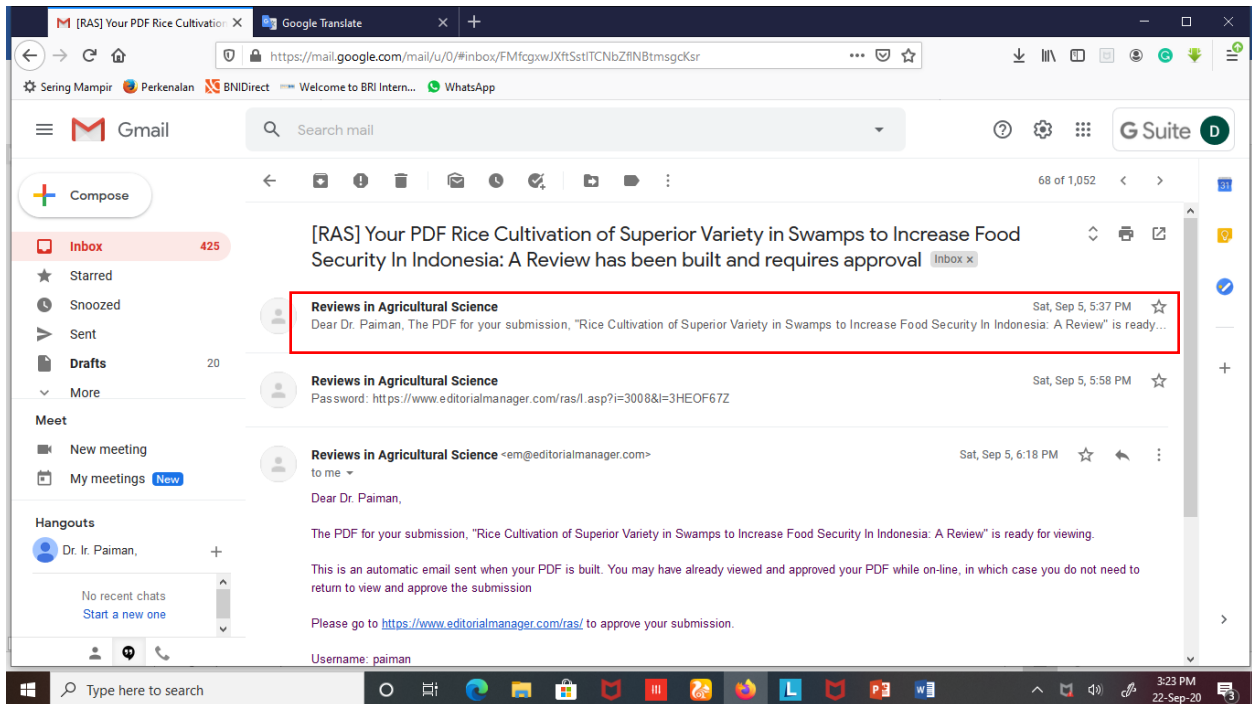 [RAS] Your PDF Rice Cultivation
Google Translate
https://mail.google.com/mail/u/0/#inbox/FMfcgxwJXftSstlTCNbZflNBtmsgcKsr
Sering Mampir
Perkenalan
BNIDirect
Welcome to BRI Intern...
WhatsApp
Gmail
Search mail
G Suite
D
Compose
68 of 1,052
31
Inbox 425
Starred
Snoozed
Sent
Drafts 20
More
Meet
New meeting
My meetings New
Hangouts
Dr. Ir. Paiman,
No recent chats
Start a new one
[RAS] Your PDF Rice Cultivation of Superior Variety in Swamps to Increase Food
Security In Indonesia: A Review has been built and requires approval Inbox x
Reviews in Agricultural Science Sat, Sep 5, 5:37 PM
Dear Dr. Paiman, The PDF for your submission, "Rice Cultivation of Superior Variety in Swamps to Increase Food Security In Indonesia: A Review" is ready...
Reviews in Agricultural Science Sat, Sep 5, 5:58 PM
Password: https://www.editorialmanager.com/ras/l.asp?i=3008&l=3HEOF67Z
Reviews in Agricultural Science <em@editorialmanager.com> Sat, Sep 5, 6:18 PM
to me
Dear Dr. Paiman,
The PDF for your submission, "Rice Cultivation of Superior Variety in Swamps to Increase Food Security In Indonesia: A Review" is ready for viewing.
This is an automatic email sent when your PDF is built. You may have already viewed and approved your PDF while on-line, in which case you do not need to
return to view and approve the submission
Please go to https://www.editorialmanager.com/ras/ to approve your submission.
Username: paiman
Type here to search
3:23 PM
22-Sep-20
3